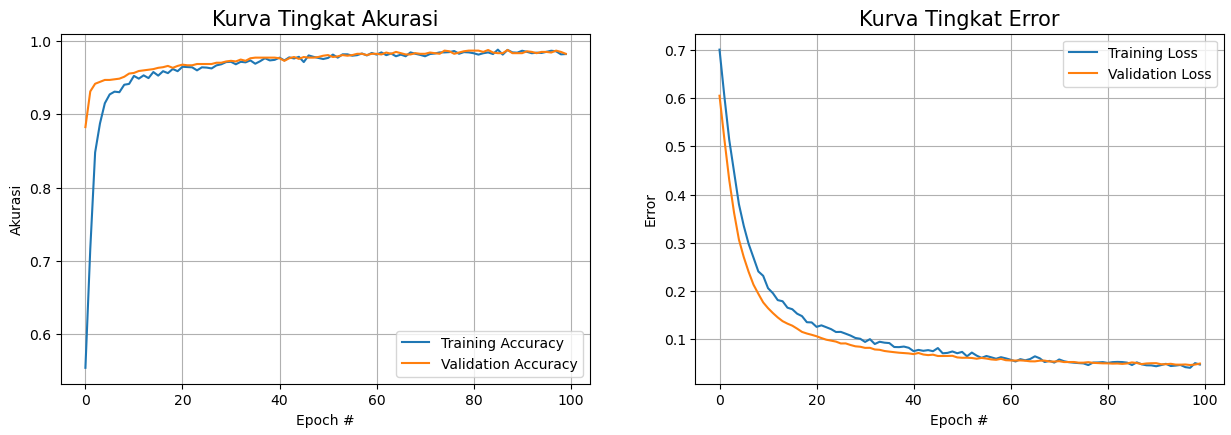 Kurva Tingkat Akurasi
1.0
0.9
0.8
0.7
0.6
Akurasi
0
20
40
60
80
100
Epoch #
Training Accuracy
Validation Accuracy
Kurva Tingkat Error
0.7
0.6
0.5
0.4
0.3
0.2
0.1
Error
0
20
40
60
80
100
Epoch #
Training Loss
Validation Loss